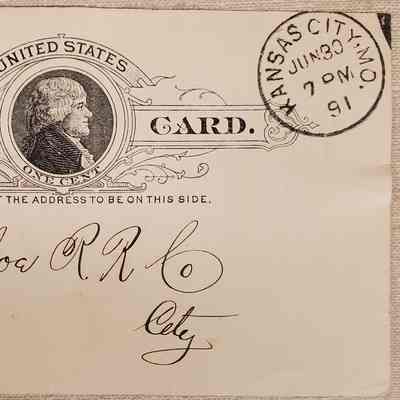 UNITED STATES
CARD.
ONE CENT
KANSAS CITY, MO.
JUN 30
7 PM
91
THE ADDRESS TO BE ON THIS SIDE.
R R Co
City